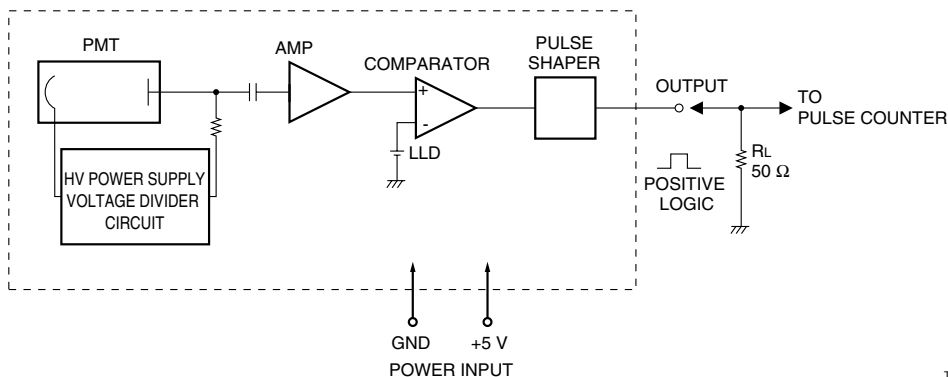 PMT
AMP
COMPARATOR
PULSE
SHAPER
OUTPUT
TO
PULSE COUNTER
+
-
LLD
HV POWER SUPPLY
VOLTAGE DIVIDER
CIRCUIT
POSITIVE
LOGIC
RL
50 Ω
GND
+5 V
POWER INPUT